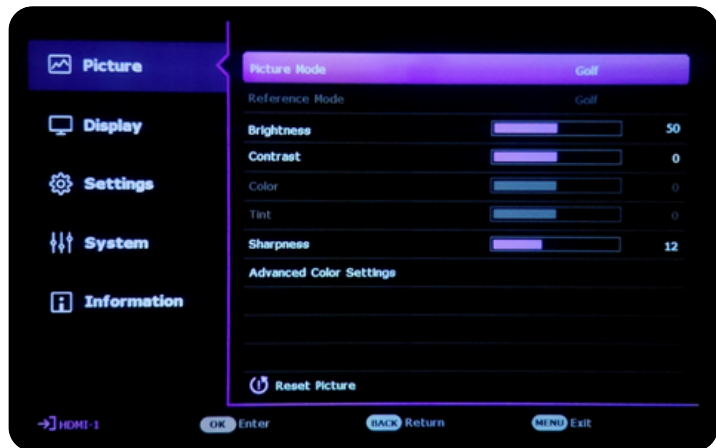 Picture
Display
Settings
System
Information
Picture Mode Golf
Reference Mode Golf
Brightness 50
Contrast 0
Color 0
Tint 0
Sharpness 12
Advanced Color Settings
Reset Picture
HDMI-1 OK Enter BACK Return MENU Exit